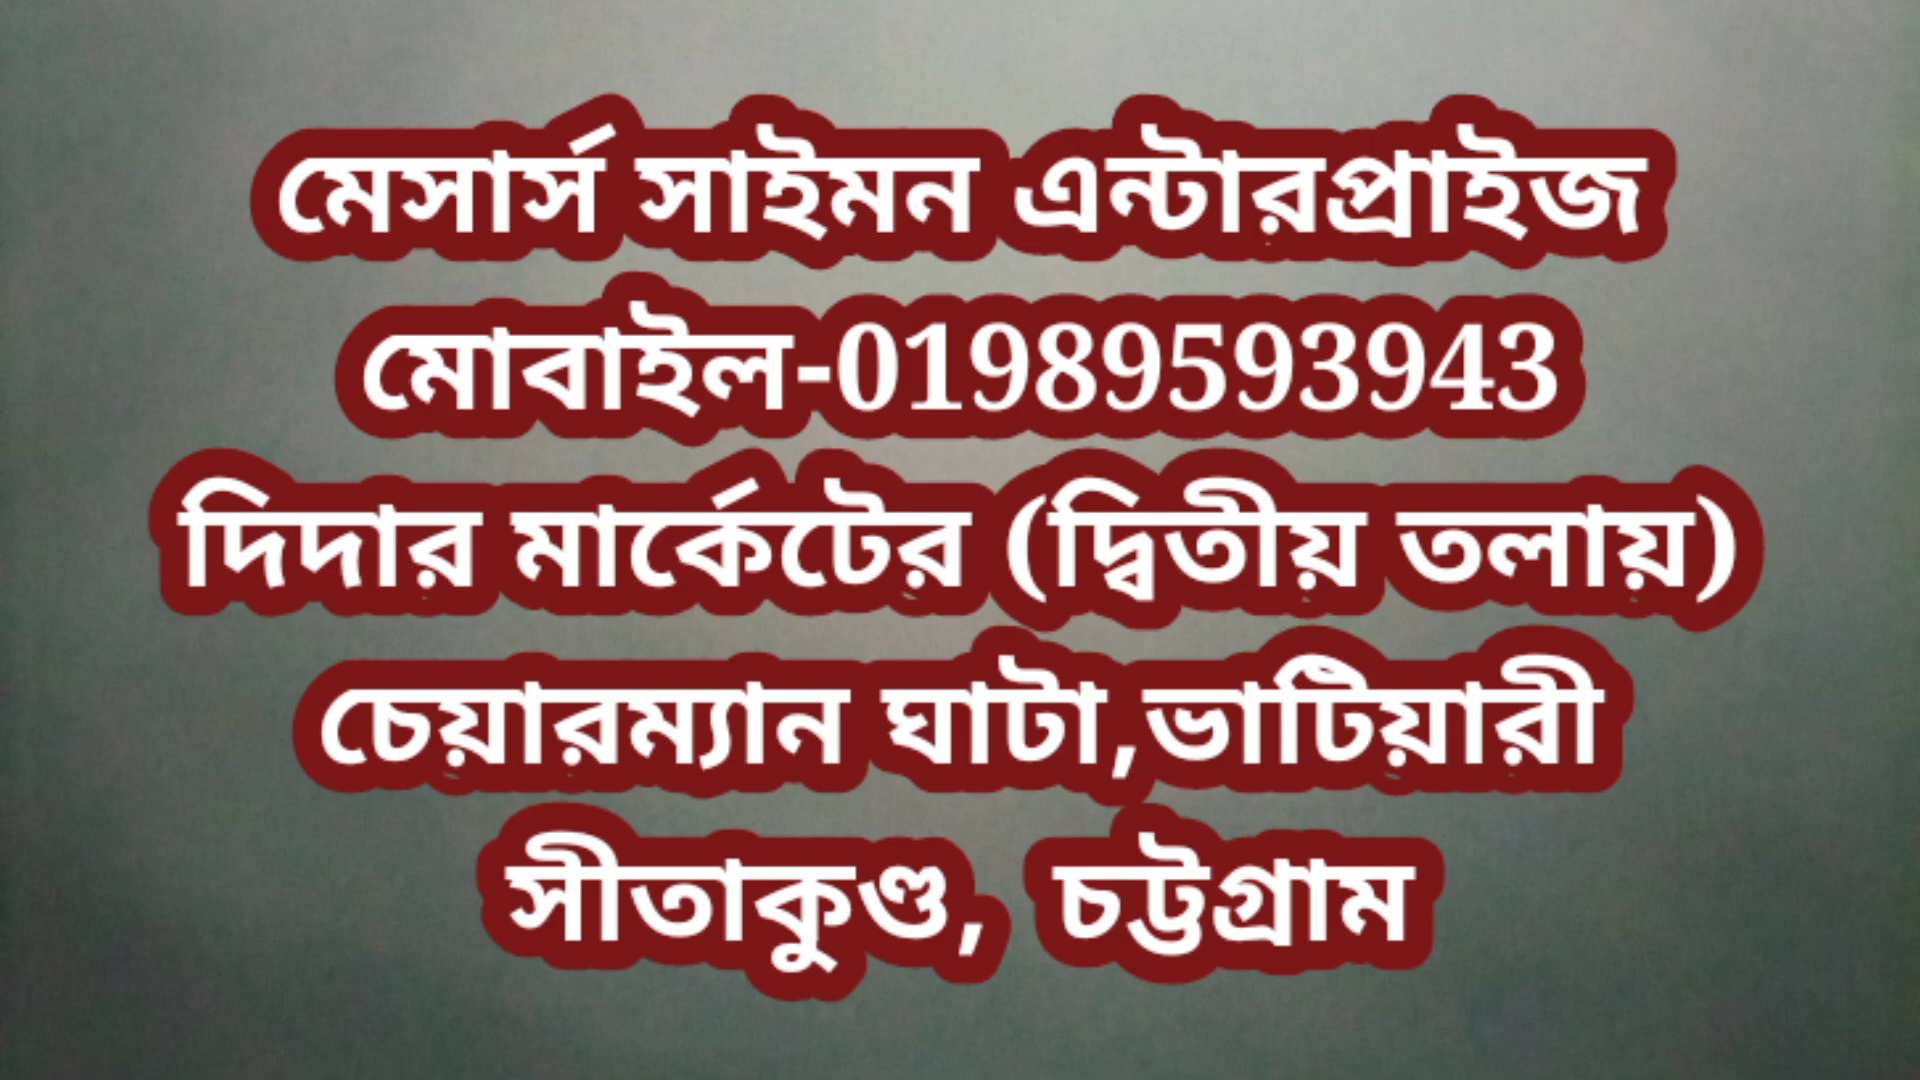 মেসার্স সাইমন এন্টারপ্রাইজ
মোবাইল-01989593943
দিদার মার্কেটের (দ্বিতীয় তলায়)
চেয়ারম্যান ঘাটা,ভাটিয়ারী
সীতাকুণ্ড, চট্টগ্রাম